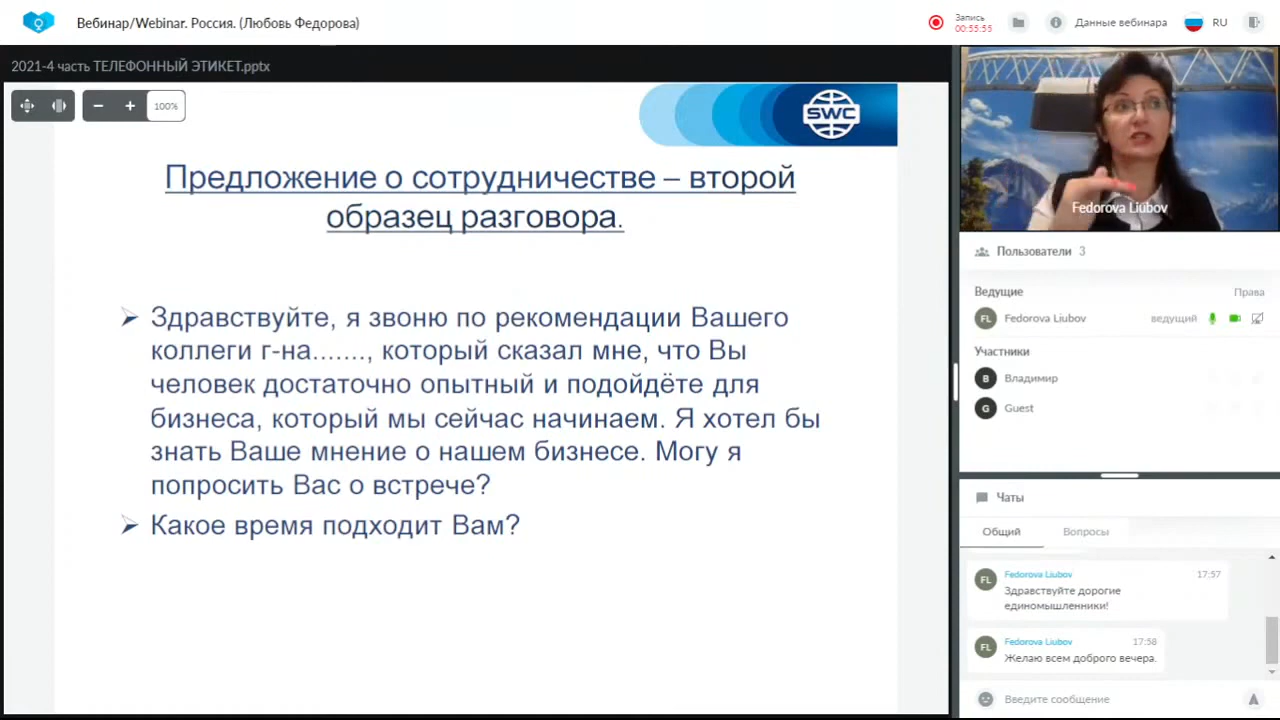 Вебинар/Webinar. Россия. (Любовь Федорова)
Запись
00:55:55
Данные вебинара
RU
2021-4 часть ТЕЛЕФОННЫЙ ЭТИКЕТ.pptx
100%
SWC
Предложение о сотрудничестве – второй
образец разговора.
Здравствуйте, я звоню по рекомендации Вашего
коллеги г-на......., который сказал мне, что Вы
человек достаточно опытный и подойдёте для
бизнеса, который мы сейчас начинаем. Я хотел бы
знать Ваше мнение о нашем бизнесе. Могу я
попросить Вас о встрече?
Какое время подходит Вам?
Fedorova Liubov
Пользователи 3
Ведущие Права
FL Fedorova Liubov ведущий
Участники
В Владимир
G Guest
Чаты
Общий Вопросы
FL Fedorova Liubov 17:57
Здравствуйте дорогие
единомышленники!
FL Fedorova Liubov 17:58
Желаю всем доброго вечера.
Введите сообщение